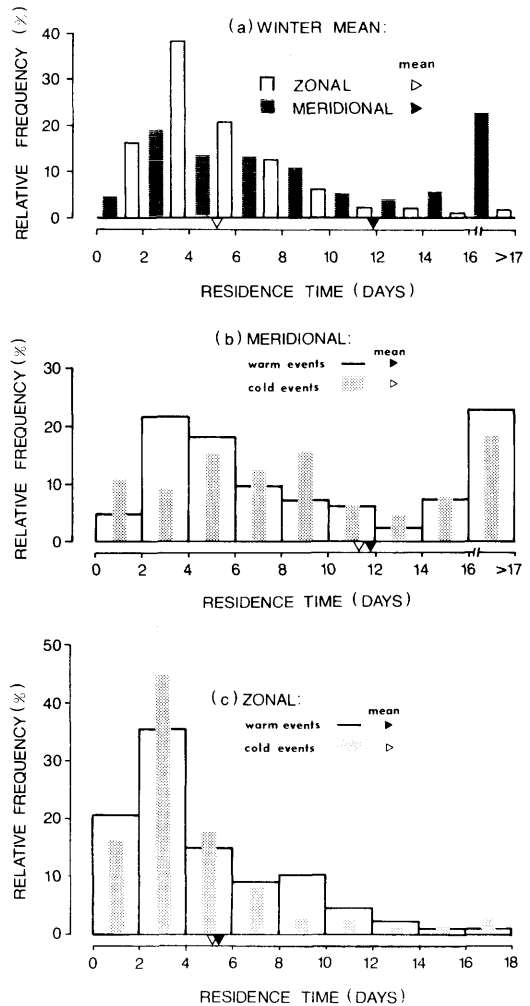 (a) WINTER MEAN:
mean
ZONAL
MERIDIONAL
RELATIVE FREQUENCY (%)
40
30
20
10
0
0 2 4 6 8 10 12 14 16 >17
RESIDENCE TIME (DAYS)
(b) MERIDIONAL:
mean
warm events
cold events
RELATIVE FREQUENCY (%)
30
20
10
0
0 2 4 6 8 10 12 14 16 >17
RESIDENCE TIME (DAYS)
(c) ZONAL:
mean
warm events
cold events
RELATIVE FREQUENCY (%)
50
40
30
20
10
0
0 2 4 6 8 10 12 14 16 18
RESIDENCE TIME (DAYS)